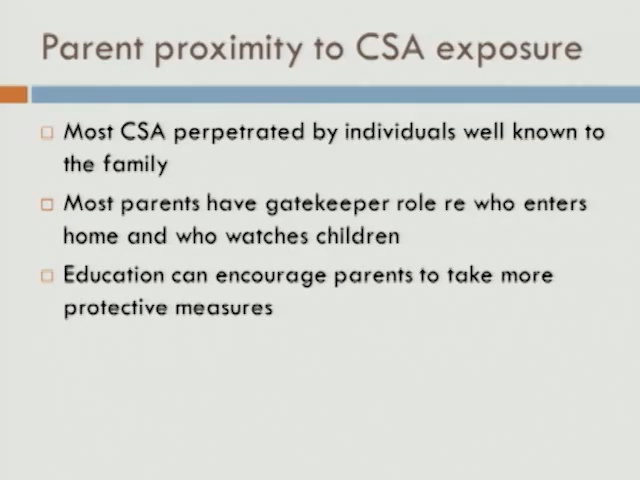 Parent proximity to CSA exposure
Most CSA perpetrated by individuals well known to
the family
Most parents have gatekeeper role re who enters
home and who watches children
Education can encourage parents to take more
protective measures